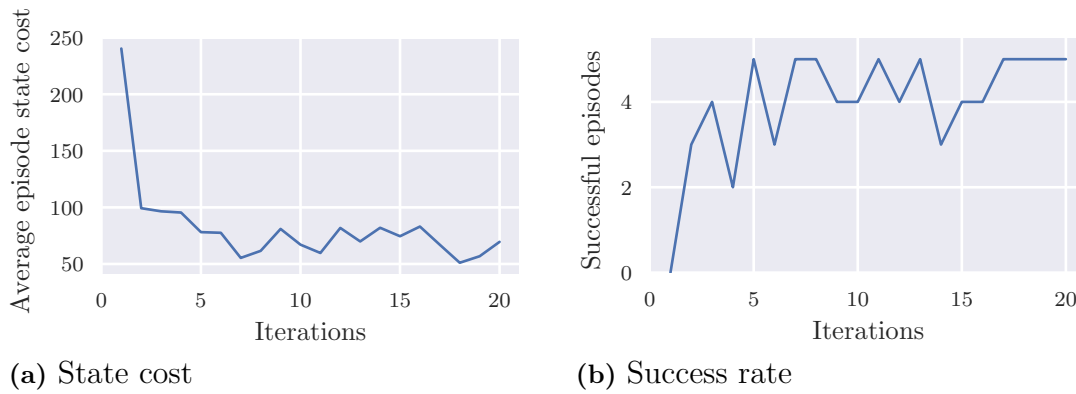 Average episode state cost
250
200
150
100
50
0 5 10 15 20
Iterations
(a) State cost
Successful episodes
4
2
0
0 5 10 15 20
Iterations
(b) Success rate